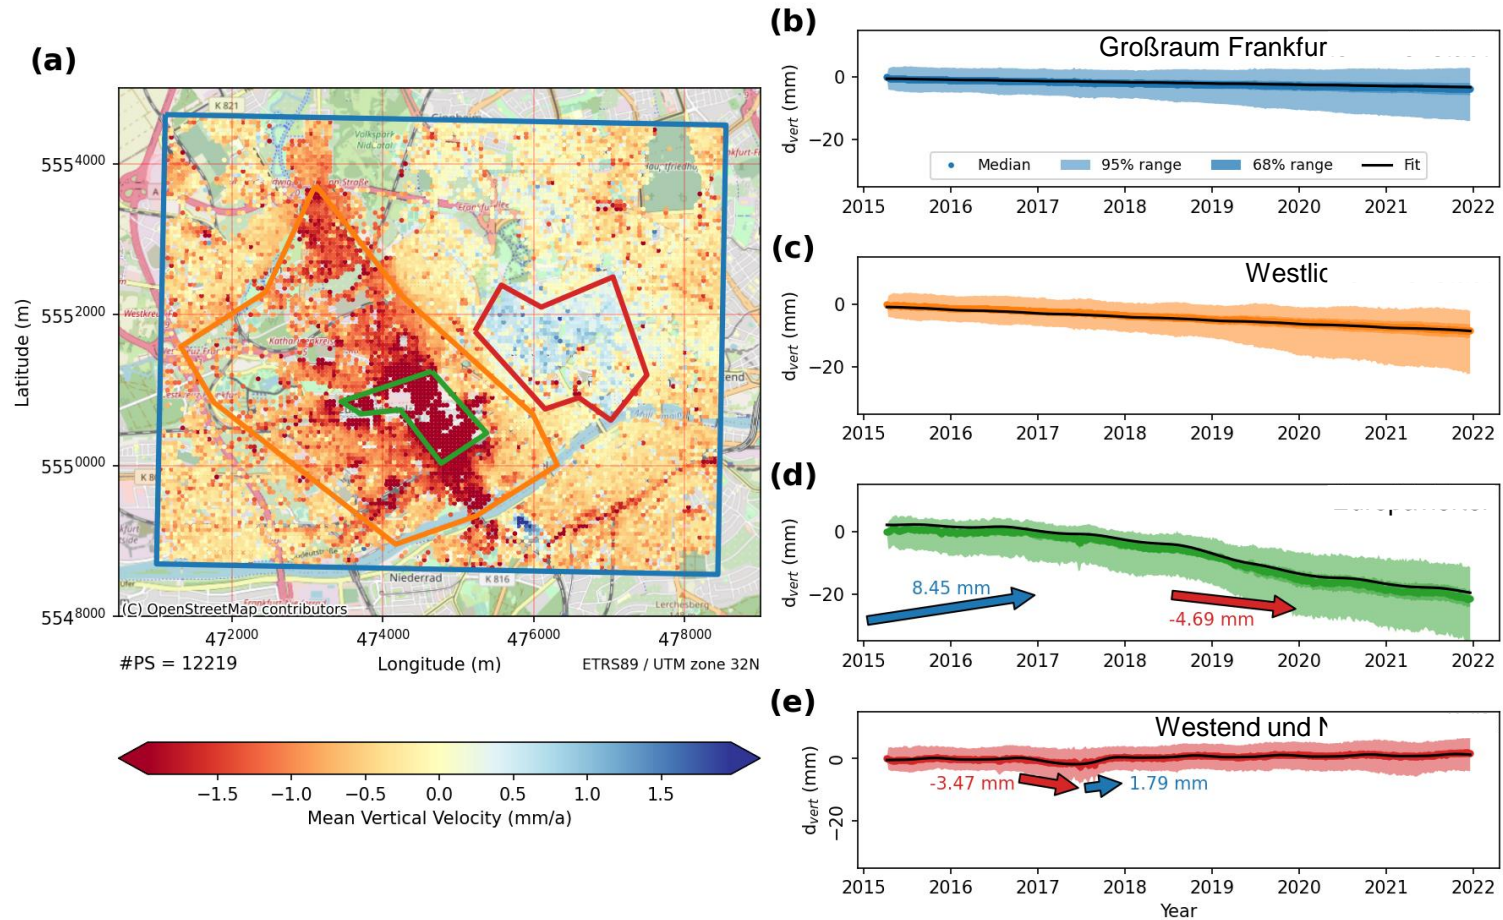 (a)
K 821
Volkspark
Niddatal
5554000
5552000
5550000
5548000
Latitude (m)
Niederrad
K 816
Lerchesberg
(C) OpenStreetMap contributors
472000
474000
476000
478000
#PS = 12219
Longitude (m)
ETRS89 / UTM zone 32N
−1.5
−1.0
−0.5
0.0
0.5
1.0
1.5
Mean Vertical Velocity (mm/a)
(b)
Großraum Frankfur
0
−20
dvert (mm)
Median
95% range
68% range
Fit
2015 2016 2017 2018 2019 2020 2021 2022
(c)
Westlic
0
−20
dvert (mm)
2015 2016 2017 2018 2019 2020 2021 2022
(d)
0
−20
dvert (mm)
8.45 mm
-4.69 mm
2015 2016 2017 2018 2019 2020 2021 2022
(e)
Westend und N
0
−20
dvert (mm)
-3.47 mm
1.79 mm
2015 2016 2017 2018 2019 2020 2021 2022
Year